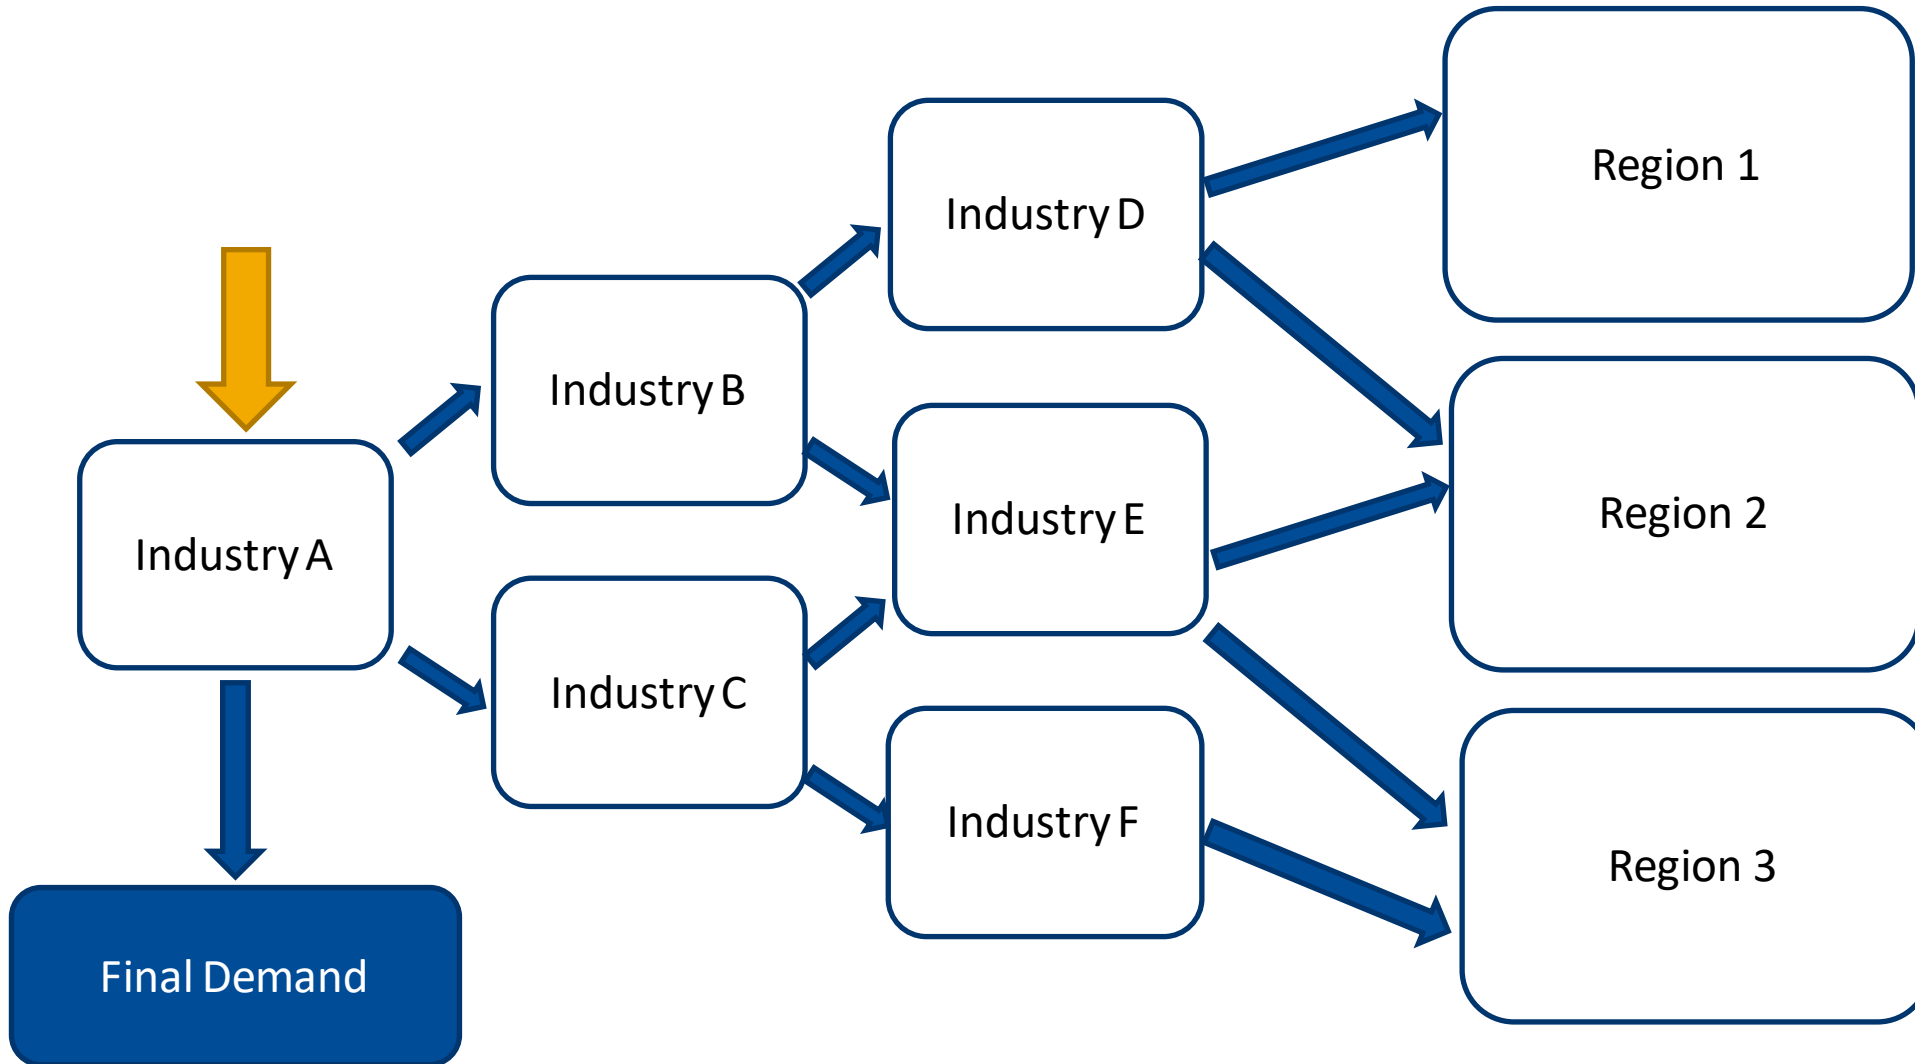 Region 1
Industry D
Industry B
Region 2
Industry E
Industry A
Industry C
Industry F
Region 3
Final Demand